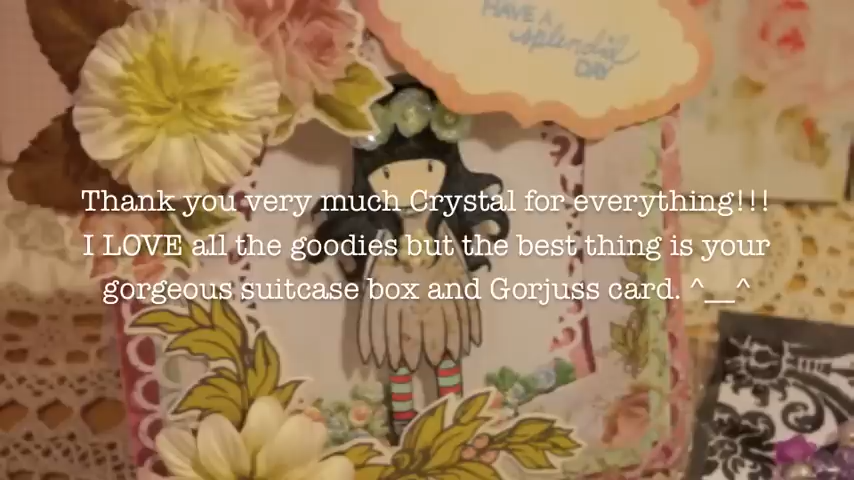 HAVE A
splendid
DAY
Thank you very much Crystal for everything!!!
I LOVE all the goodies but the best thing is your
gorgeous suitcase box and Gorjuss card. ^__^